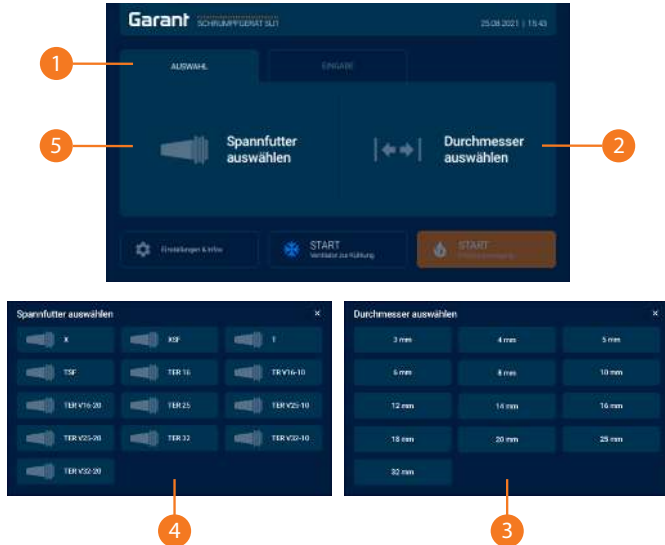 Garant SCHRUMPFGERÄT SU1
25.08.2021 | 15:43
1
AUSWAHL
EINGABE
5
Spannfutter
auswählen
Durchmesser
auswählen
2
Einstellungen & Infos
START
Ventilator zur Kühlung
START
Spannfutter auswählen ×
X XSF T
TSF TER 16 TR V16-10
TER V16-20 TER 25 TER V25-10
TER V25-20 TER 32 TER V32-10
TER V32-20
4
Durchmesser auswählen ×
3 mm 4 mm 5 mm
6 mm 8 mm 10 mm
12 mm 14 mm 16 mm
18 mm 20 mm 25 mm
32 mm
3